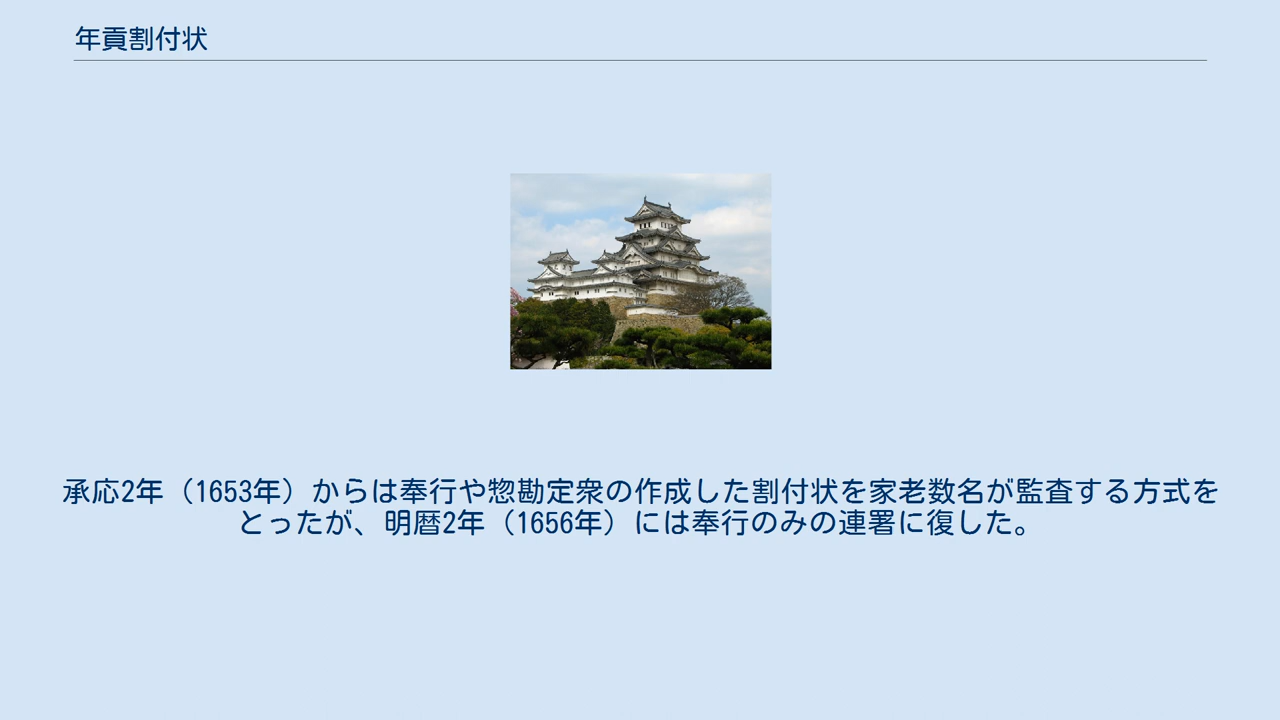 年貢割付状
承応2年（1653年）からは奉行や惣勘定衆の作成した割付状を家老数名が監査する方式を
とったが、明暦2年（1656年）には奉行のみの連署に復した。